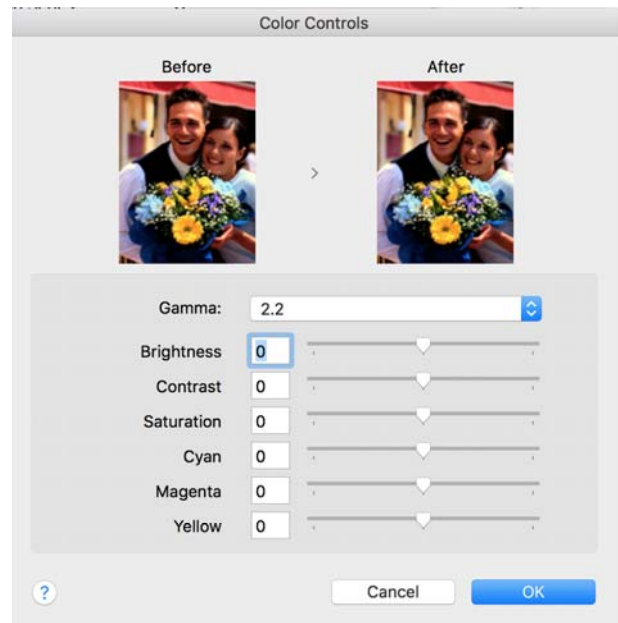 Color Controls
Before After
>
Gamma: 2.2
Brightness 0
Contrast 0
Saturation 0
Cyan 0
Magenta 0
Yellow 0
? Cancel OK